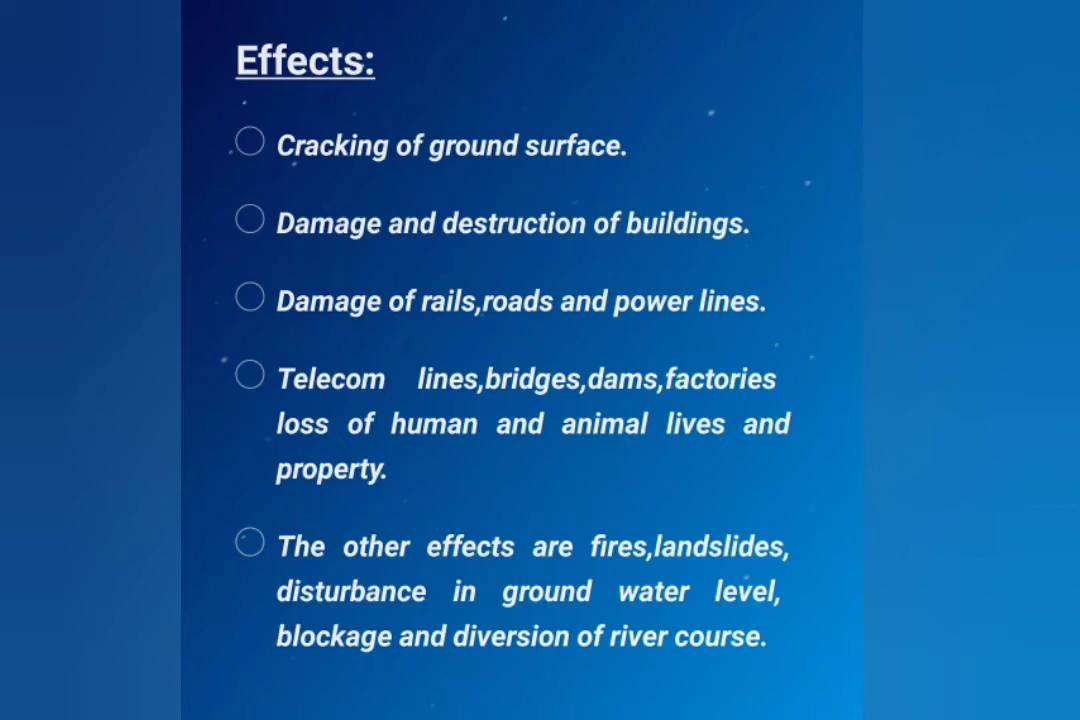 Effects:
Cracking of ground surface.
Damage and destruction of buildings.
Damage of rails,roads and power lines.
Telecom lines,bridges,dams,factories
loss of human and animal lives and
property.
The other effects are fires,landslides,
disturbance in ground water level,
blockage and diversion of river course.